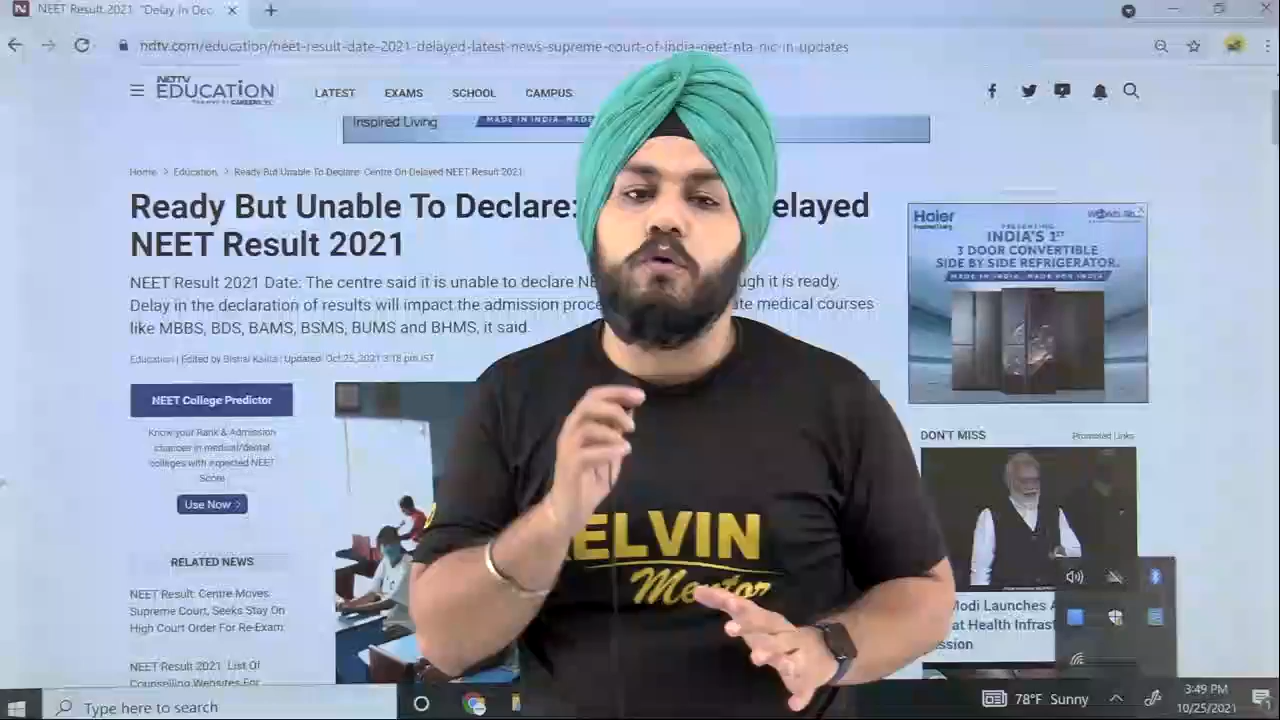 NEET Result 2021 "Delay In Dec
ndtv.com/education/neet-result-date-2021-delayed-latest-news-supreme-court-of-india-neet-nta-nic-in-updates
EDUCATION
LATEST EXAMS SCHOOL CAMPUS
Inspired Living MADE IN INDIA, MADE
Home > Education > Ready But Unable To Declare: Centre On Delayed NEET Result 2021
Ready But Unable To Declare: elayed
NEET Result 2021
NEET Result 2021 Date: The centre said it is unable to declare NE ugh it is ready.
Delay in the declaration of results will impact the admission proce ate medical courses
like MBBS, BDS, BAMS, BSMS, BUMS and BHMS, it said.
Education | Edited by Bishal Kalita | Updated: Oct 25, 2021 3:18 pm IST
Haier
PRESENTING
INDIA'S 1ST
3 DOOR CONVERTIBLE
SIDE BY SIDE REFRIGERATOR.
MADE IN INDIA, MADE FOR INDIA
NEET College Predictor
Know your Rank & Admission
chances in medical/dental
colleges with expected NEET
Score
Use Now >
RELATED NEWS
NEET Result: Centre Moves
Supreme Court, Seeks Stay On
High Court Order For Re-Exam
NEET Result 2021: List Of
Counselling Websites For
ELVIN
Mentor
DON'T MISS Promoted Links
Modi Launches A
at Health Infrast
ssion
Type here to search
78°F Sunny
3:49 PM
10/25/2021